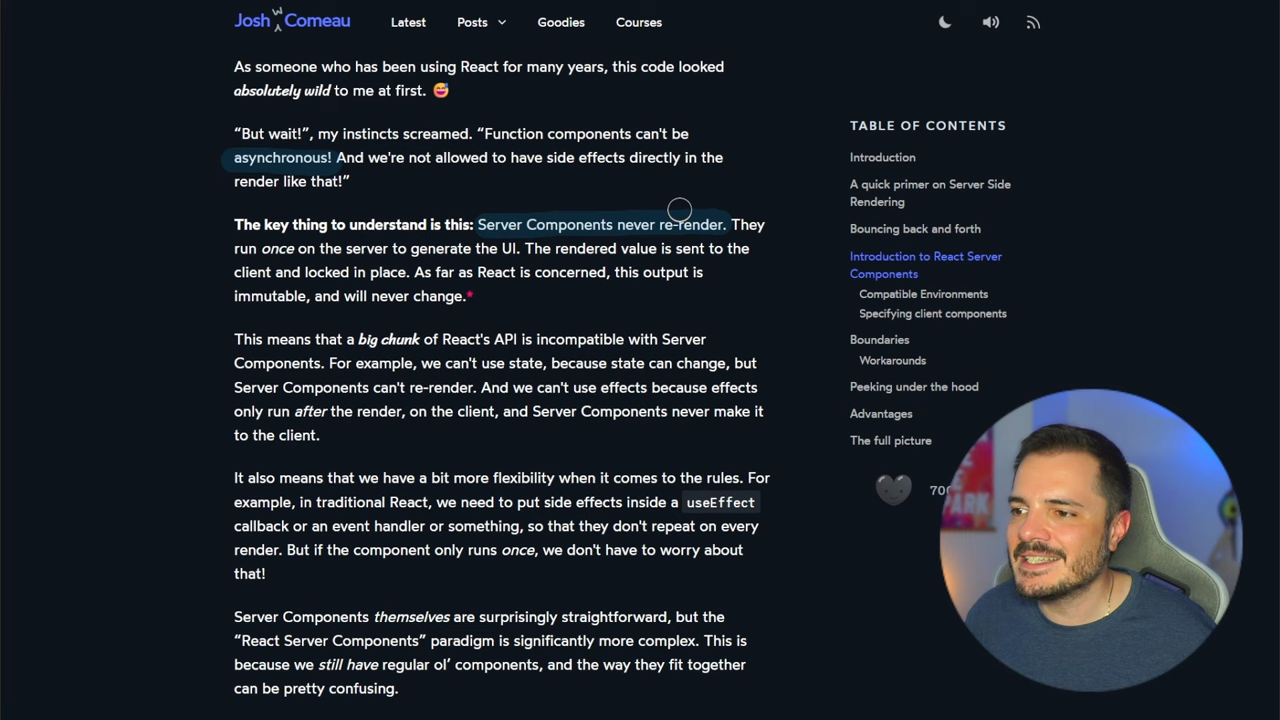 Josh W Comeau
Latest
Posts
Goodies
Courses
As someone who has been using React for many years, this code looked
absolutely wild to me at first. 😅
“But wait!”, my instincts screamed. “Function components can't be
asynchronous! And we're not allowed to have side effects directly in the
render like that!”
The key thing to understand is this: Server Components never re-render. They
run once on the server to generate the UI. The rendered value is sent to the
client and locked in place. As far as React is concerned, this output is
immutable, and will never change.*
This means that a big chunk of React's API is incompatible with Server
Components. For example, we can't use state, because state can change, but
Server Components can't re-render. And we can't use effects because effects
only run after the render, on the client, and Server Components never make it
to the client.
It also means that we have a bit more flexibility when it comes to the rules. For
example, in traditional React, we need to put side effects inside a useEffect
callback or an event handler or something, so that they don't repeat on every
render. But if the component only runs once, we don't have to worry about
that!
Server Components themselves are surprisingly straightforward, but the
“React Server Components” paradigm is significantly more complex. This is
because we still have regular ol’ components, and the way they fit together
can be pretty confusing.
TABLE OF CONTENTS
Introduction
A quick primer on Server Side
Rendering
Bouncing back and forth
Introduction to React Server
Components
Compatible Environments
Specifying client components
Boundaries
Workarounds
Peeking under the hood
Advantages
The full picture